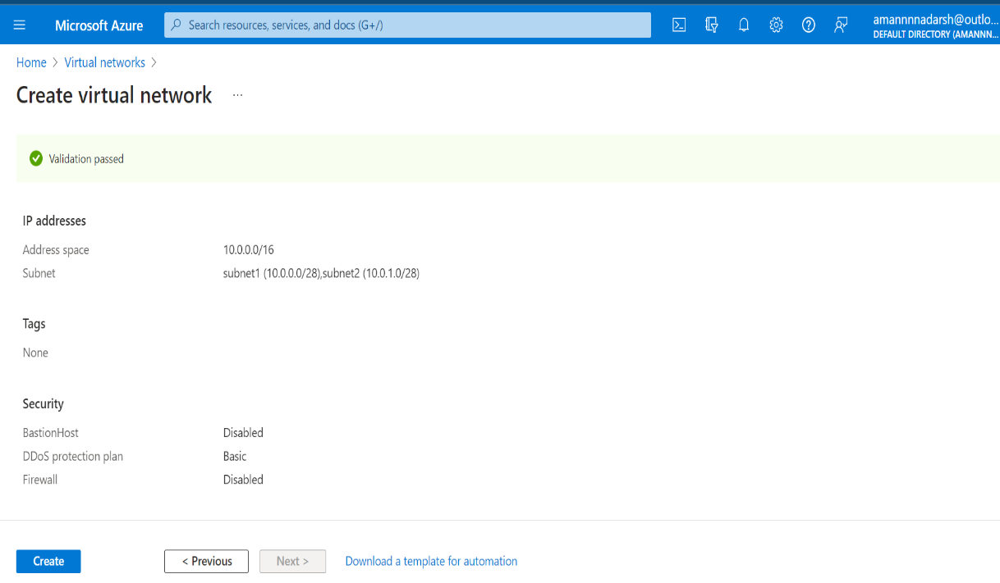 Microsoft Azure
Search resources, services, and docs (G+/)
amannnnadarsh@outlo...
DEFAULT DIRECTORY (AMANNN...
Home > Virtual networks >
Create virtual network ...
Validation passed
IP addresses
Address space 10.0.0.0/16
Subnet subnet1 (10.0.0.0/28),subnet2 (10.0.1.0/28)
Tags
None
Security
BastionHost Disabled
DDoS protection plan Basic
Firewall Disabled
Create < Previous Next > Download a template for automation